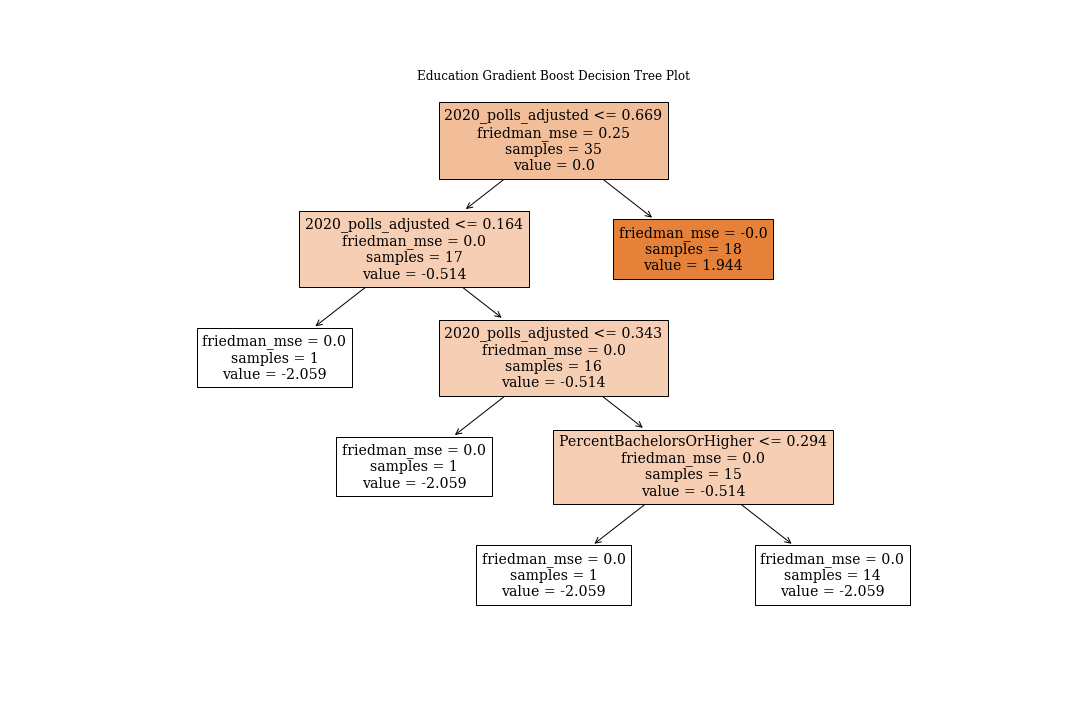 Education Gradient Boost Decision Tree Plot
2020_polls_adjusted <= 0.669
friedman_mse = 0.25
samples = 35
value = 0.0
2020_polls_adjusted <= 0.164
friedman_mse = 0.0
samples = 17
value = -0.514
friedman_mse = -0.0
samples = 18
value = 1.944
friedman_mse = 0.0
samples = 1
value = -2.059
2020_polls_adjusted <= 0.343
friedman_mse = 0.0
samples = 16
value = -0.514
friedman_mse = 0.0
samples = 1
value = -2.059
PercentBachelorsOrHigher <= 0.294
friedman_mse = 0.0
samples = 15
value = -0.514
friedman_mse = 0.0
samples = 1
value = -2.059
friedman_mse = 0.0
samples = 14
value = -2.059